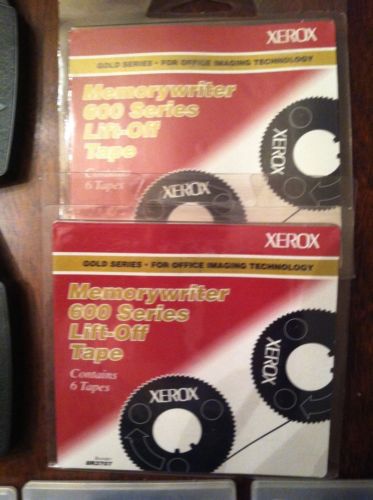 XEROX
GOLD SERIES • FOR OFFICE IMAGING TECHNOLOGY
Memorywriter
600 Series
Lift-Off
Tape
Contains
6 Tapes
XEROX
XEROX
XEROX
GOLD SERIES • FOR OFFICE IMAGING TECHNOLOGY
Memorywriter
600 Series
Lift-Off
Tape
Contains
6 Tapes
XEROX
XEROX